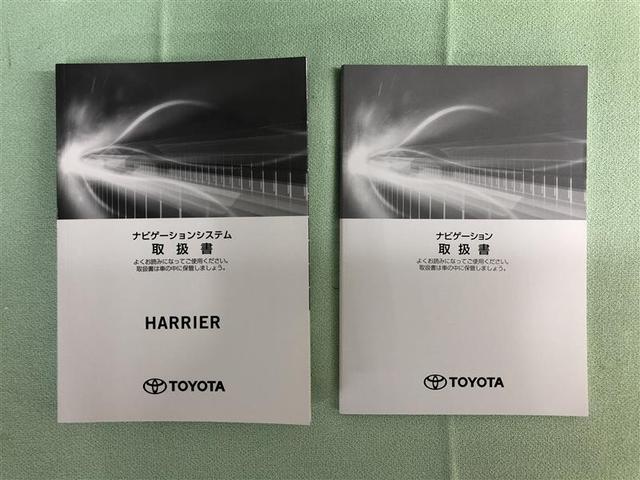 ナビゲーションシステム
取扱書
よくお読みになってご使用ください。
取扱書は車の中に保管しましょう。
HARRIER
TOYOTA
ナビゲーション
取扱書
よくお読みになってご使用ください。
取扱書は車の中に保管しましょう。
TOYOTA